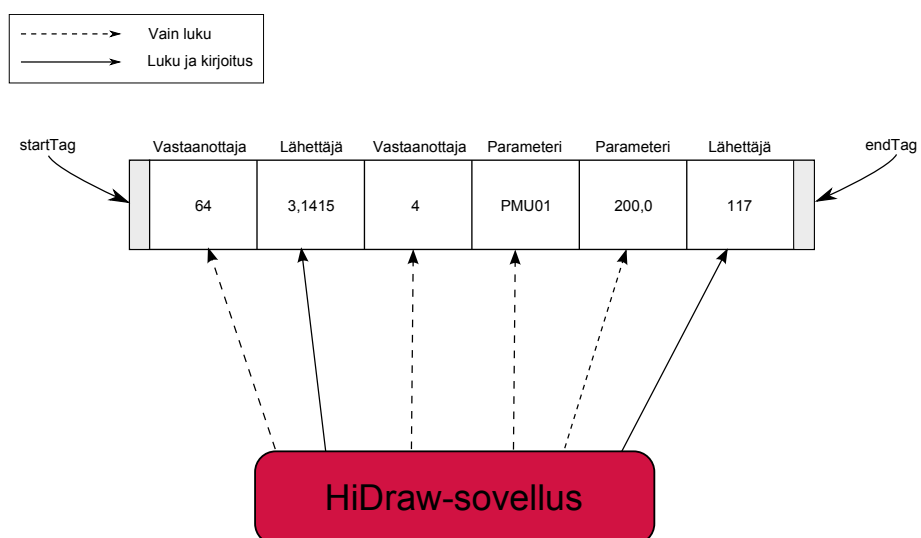 Vain luku
Luku ja kirjoitus
startTag
Vastaanottaja Lähettäjä Vastaanottaja Parameteri Parameteri Lähettäjä
endTag
64 3,1415 4 PMU01 200,0 117
HiDraw-sovellus